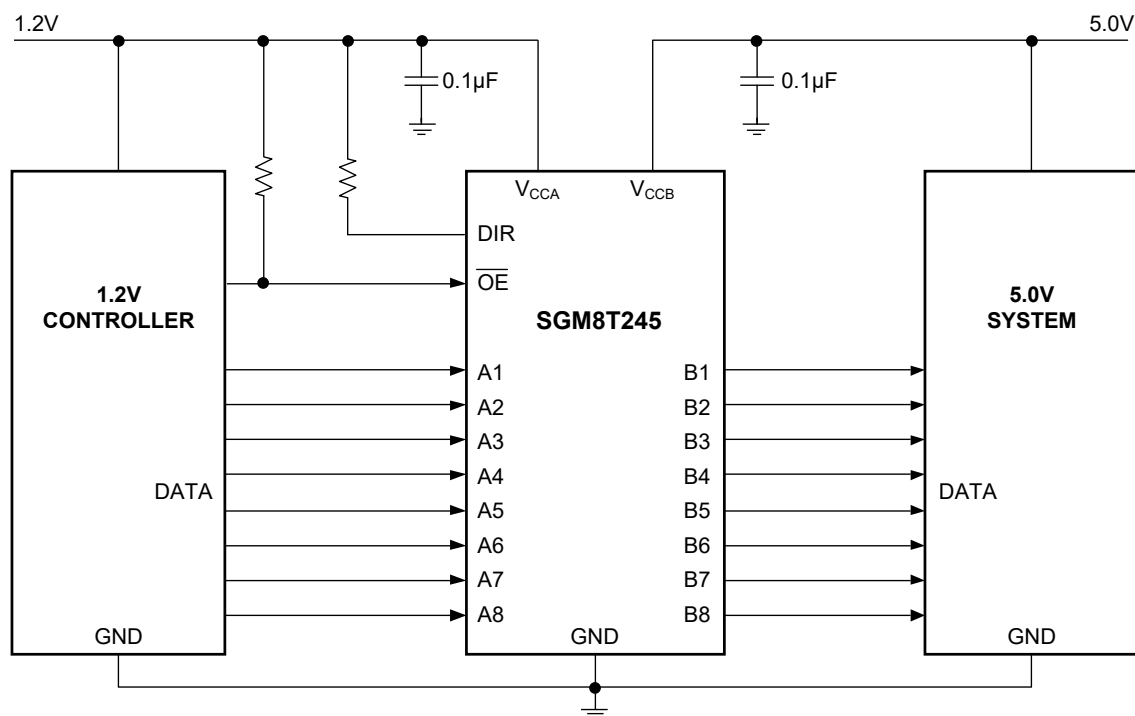 1.2V
5.0V
0.1µF
0.1µF
VCCA
VCCB
DIR
OE
1.2V
CONTROLLER
SGM8T245
5.0V
SYSTEM
A1
B1
A2
B2
A3
B3
A4
B4
DATA
DATA
A5
B5
A6
B6
A7
B7
A8
B8
GND
GND
GND